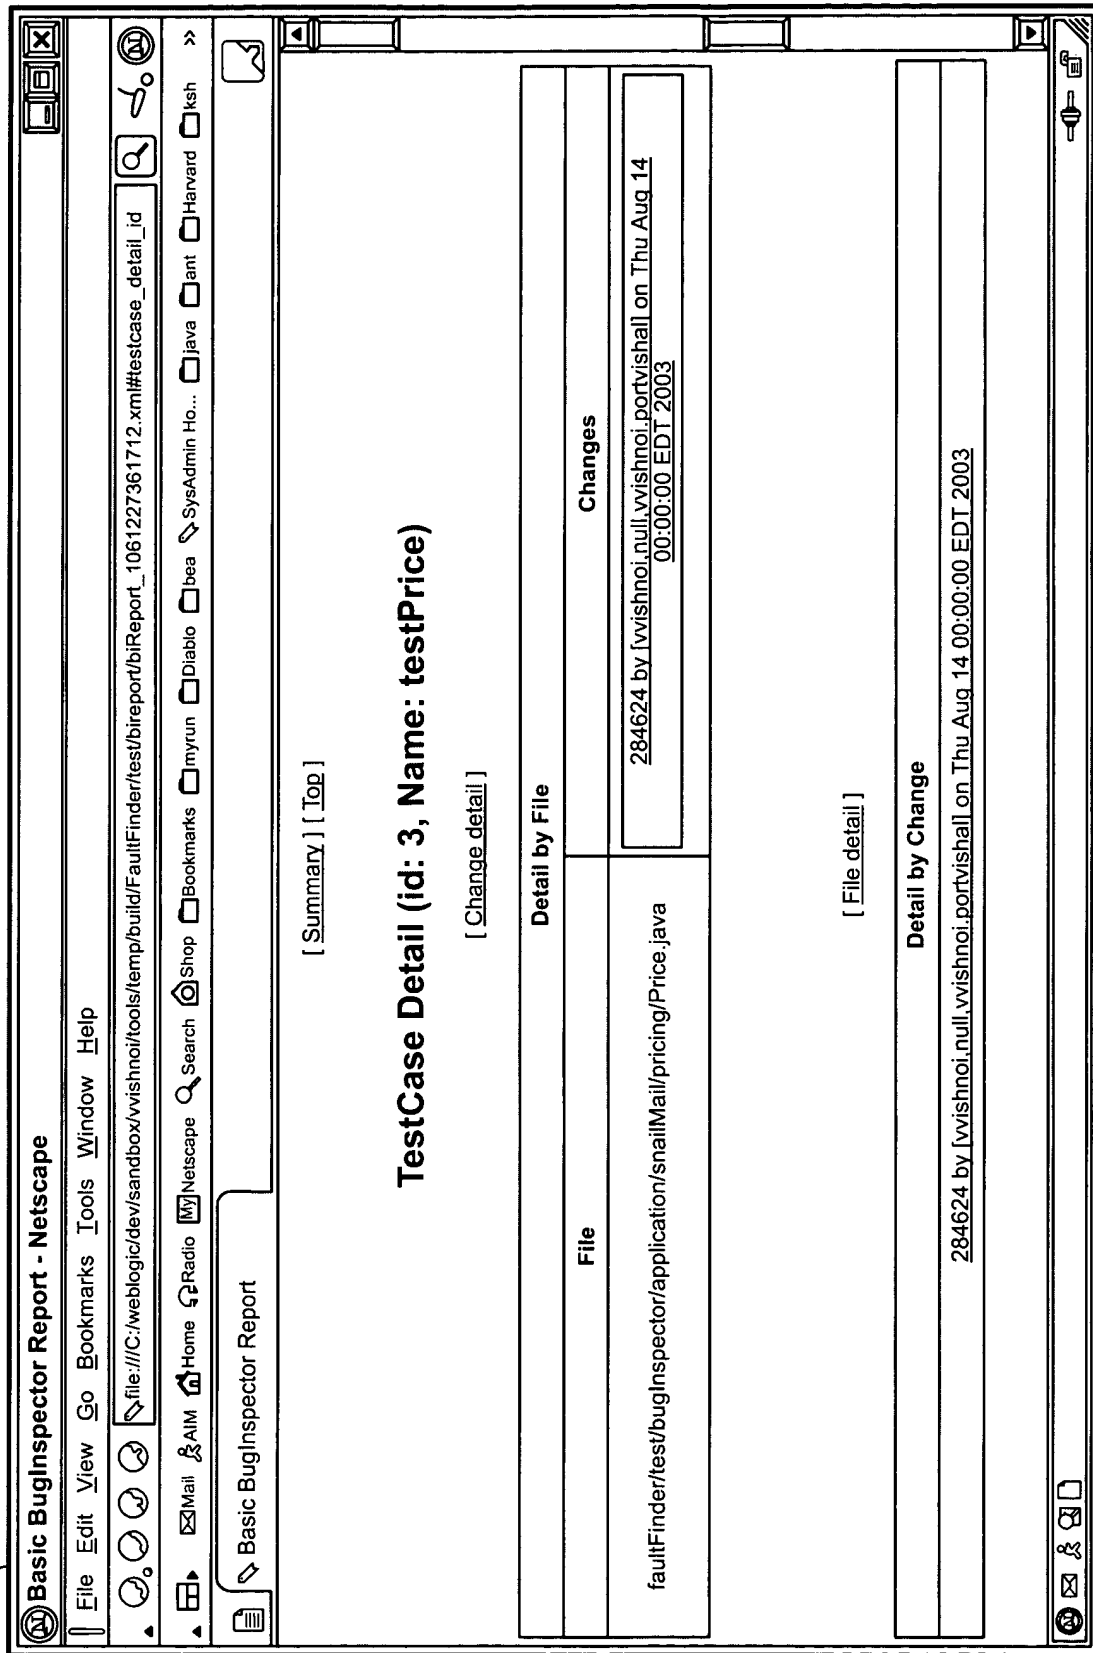 Basic BugInspector Report - Netscape
File Edit View Go Bookmarks Tools Window Help
file:///C:/weblogic/dev/sandbox/vvishnoi/tools/temp/build/FaultFinder/test/bireport/biReport_1061227361712.xml#testcase_detail_id
Mail AIM Home Radio My Netscape Search Shop Bookmarks myrun Diablo bea SysAdmin Ho... java ant Harvard ksh »
Basic BugInspector Report
[ Summary ] [ Top ]
TestCase Detail (id: 3, Name: testPrice)
[ Change detail ]
Detail by File
File Changes
faultFinder/test/bugInspector/application/snailMail/pricing/Price.java 284624 by [vvishnoi,null,vvishnoi.portvishal] on Thu Aug 14
00:00:00 EDT 2003
[ File detail ]
Detail by Change
284624 by [vvishnoi,null,vvishnoi.portvishal] on Thu Aug 14 00:00:00 EDT 2003